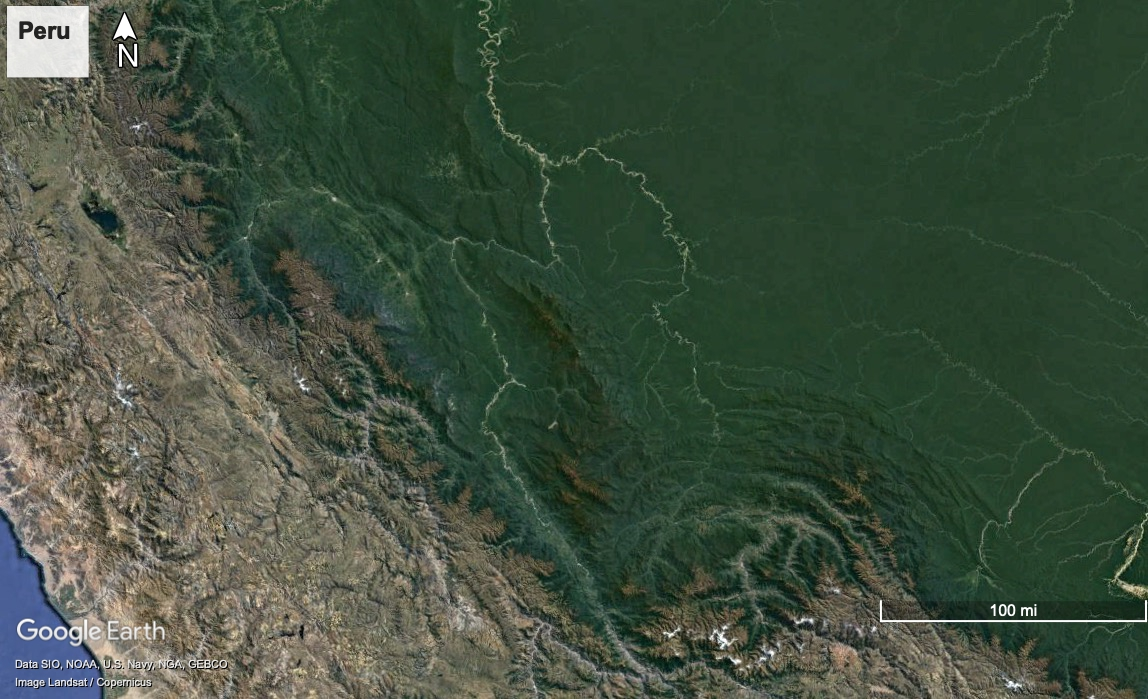 Peru
N
100 mi
Google Earth
Data SIO, NOAA, U.S. Navy, NGA, GEBCO
Image Landsat / Copernicus